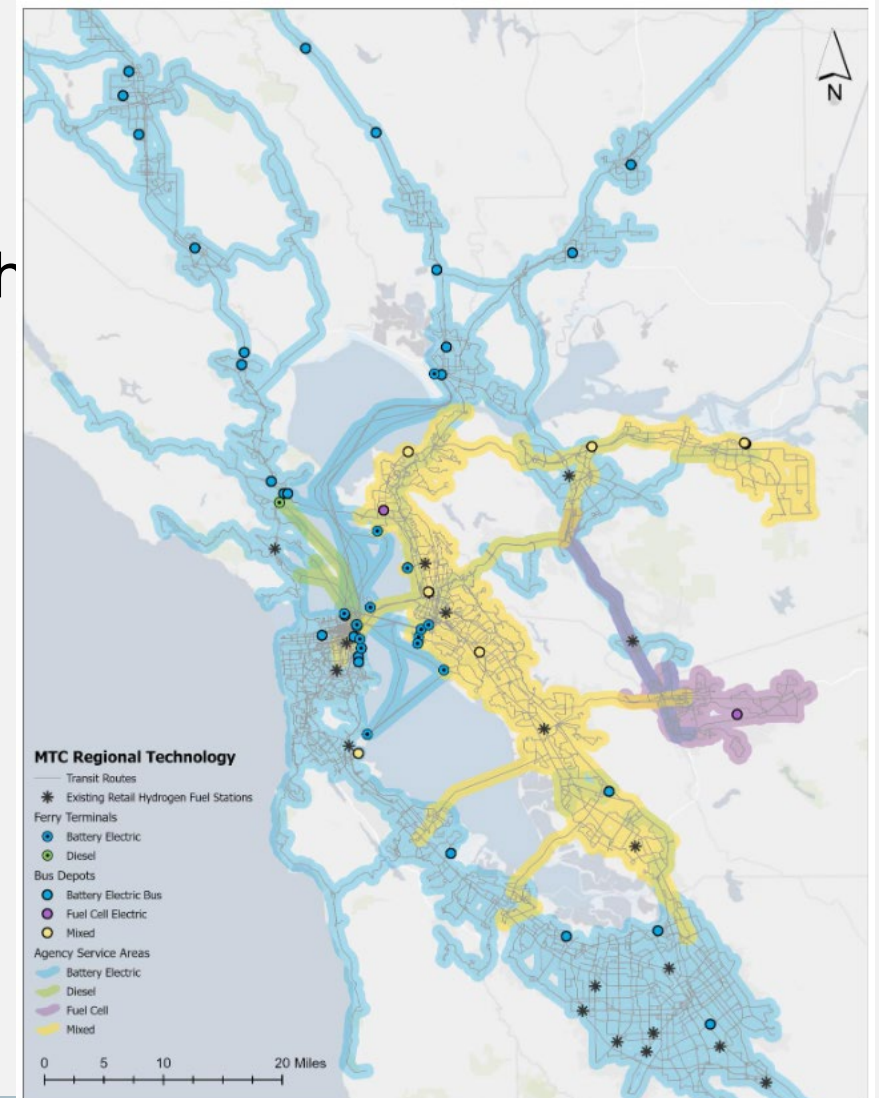 N
h
MTC Regional Technology
Transit Routes
Existing Retail Hydrogen Fuel Stations
Ferry Terminals
Battery Electric
Diesel
Bus Depots
Battery Electric Bus
Fuel Cell Electric
Mixed
Agency Service Areas
Battery Electric
Diesel
Fuel Cell
Mixed
0 5 10 20 Miles